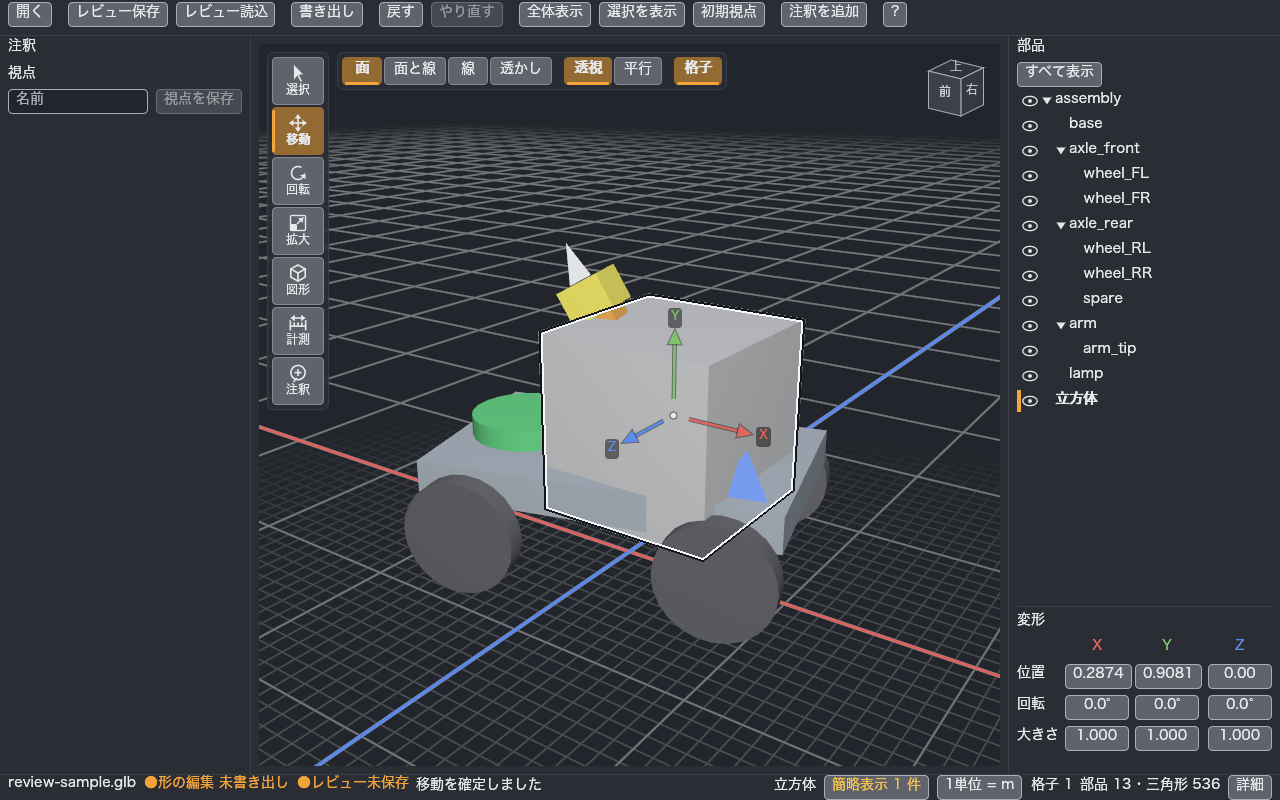 開く レビュー保存 レビュー読込 書き出し 戻す やり直す 全体表示 選択を表示 初期視点 注釈を追加 ?
注釈
視点
名前 視点を保存
選択
移動
回転
拡大
図形
計測
注釈
面 面と線 線 透かし 透視 平行 格子
上
前 右
Y
X
Z
部品
すべて表示
assembly
base
axle_front
wheel_FL
wheel_FR
axle_rear
wheel_RL
wheel_RR
spare
arm
arm_tip
lamp
立方体
変形
X Y Z
位置 0.2874 0.9081 0.00
回転 0.0° 0.0° 0.0°
大きさ 1.000 1.000 1.000
review-sample.glb ●形の編集 未書き出し ●レビュー未保存 移動を確定しました 立方体 簡略表示 1 件 1単位 = m 格子 1 部品 13・三角形 536 詳細